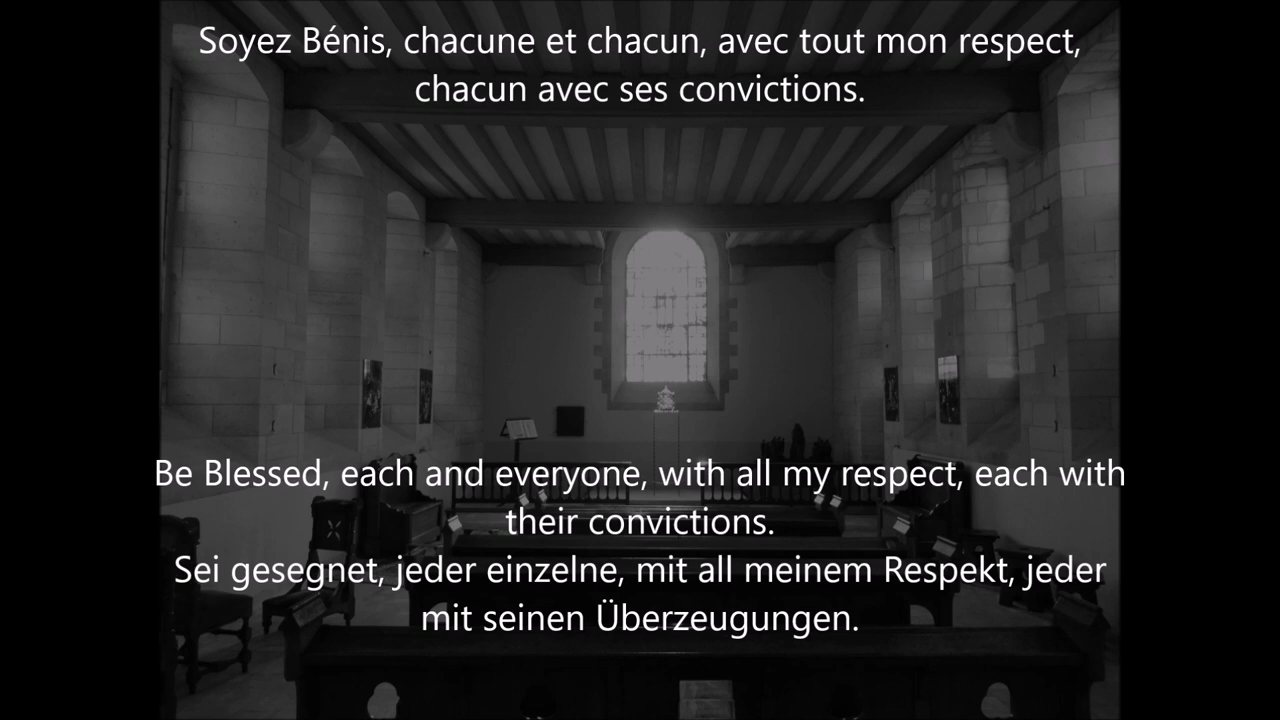 Soyez Bénis, chacune et chacun, avec tout mon respect,
chacun avec ses convictions.
Be Blessed, each and everyone, with all my respect, each with
their convictions.
Sei gesegnet, jeder einzelne, mit all meinem Respekt, jeder
mit seinen Überzeugungen.